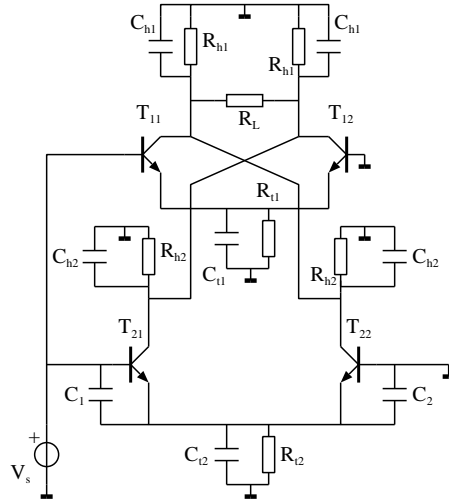 C_h1 R_h1 R_h1 C_h1
T_11 R_L T_12
R_t1
C_h2 R_h2 C_t1 R_h2 C_h2
T_21 T_22
C_1 C_2
C_t2 R_t2
+
V_s